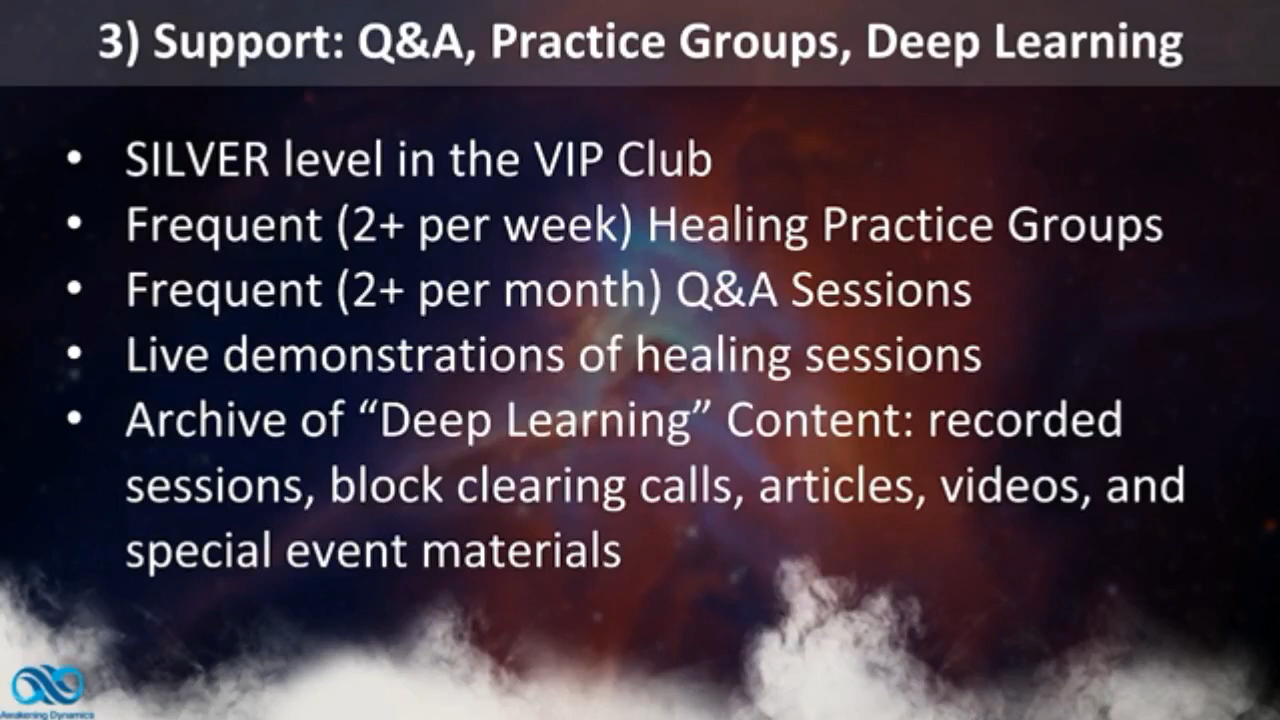 3) Support: Q&A, Practice Groups, Deep Learning
• SILVER level in the VIP Club
• Frequent (2+ per week) Healing Practice Groups
• Frequent (2+ per month) Q&A Sessions
• Live demonstrations of healing sessions
• Archive of “Deep Learning” Content: recorded
sessions, block clearing calls, articles, videos, and
special event materials
Awakening Dynamics